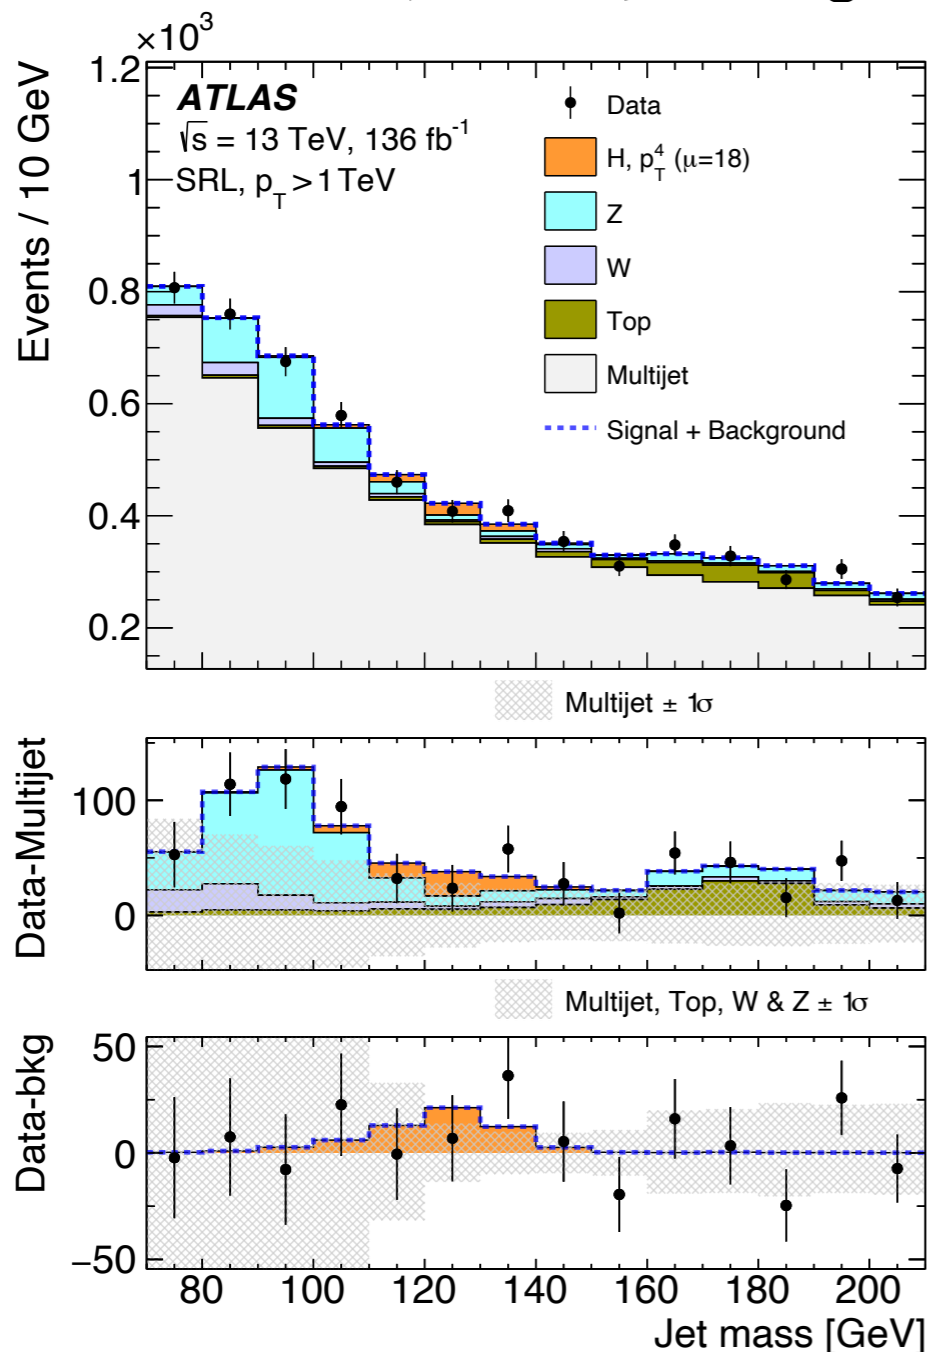 ×10³
1.2
1
0.8
0.6
0.4
0.2
Events / 10 GeV
ATLAS
√s = 13 TeV, 136 fb⁻¹
SRL, p_T > 1 TeV
Data
H, p_T⁴ (μ=18)
Z
W
Top
Multijet
Signal + Background
Multijet ± 1σ
Data-Multijet
100
0
Multijet, Top, W & Z ± 1σ
Data-bkg
50
0
−50
80 100 120 140 160 180 200
Jet mass [GeV]